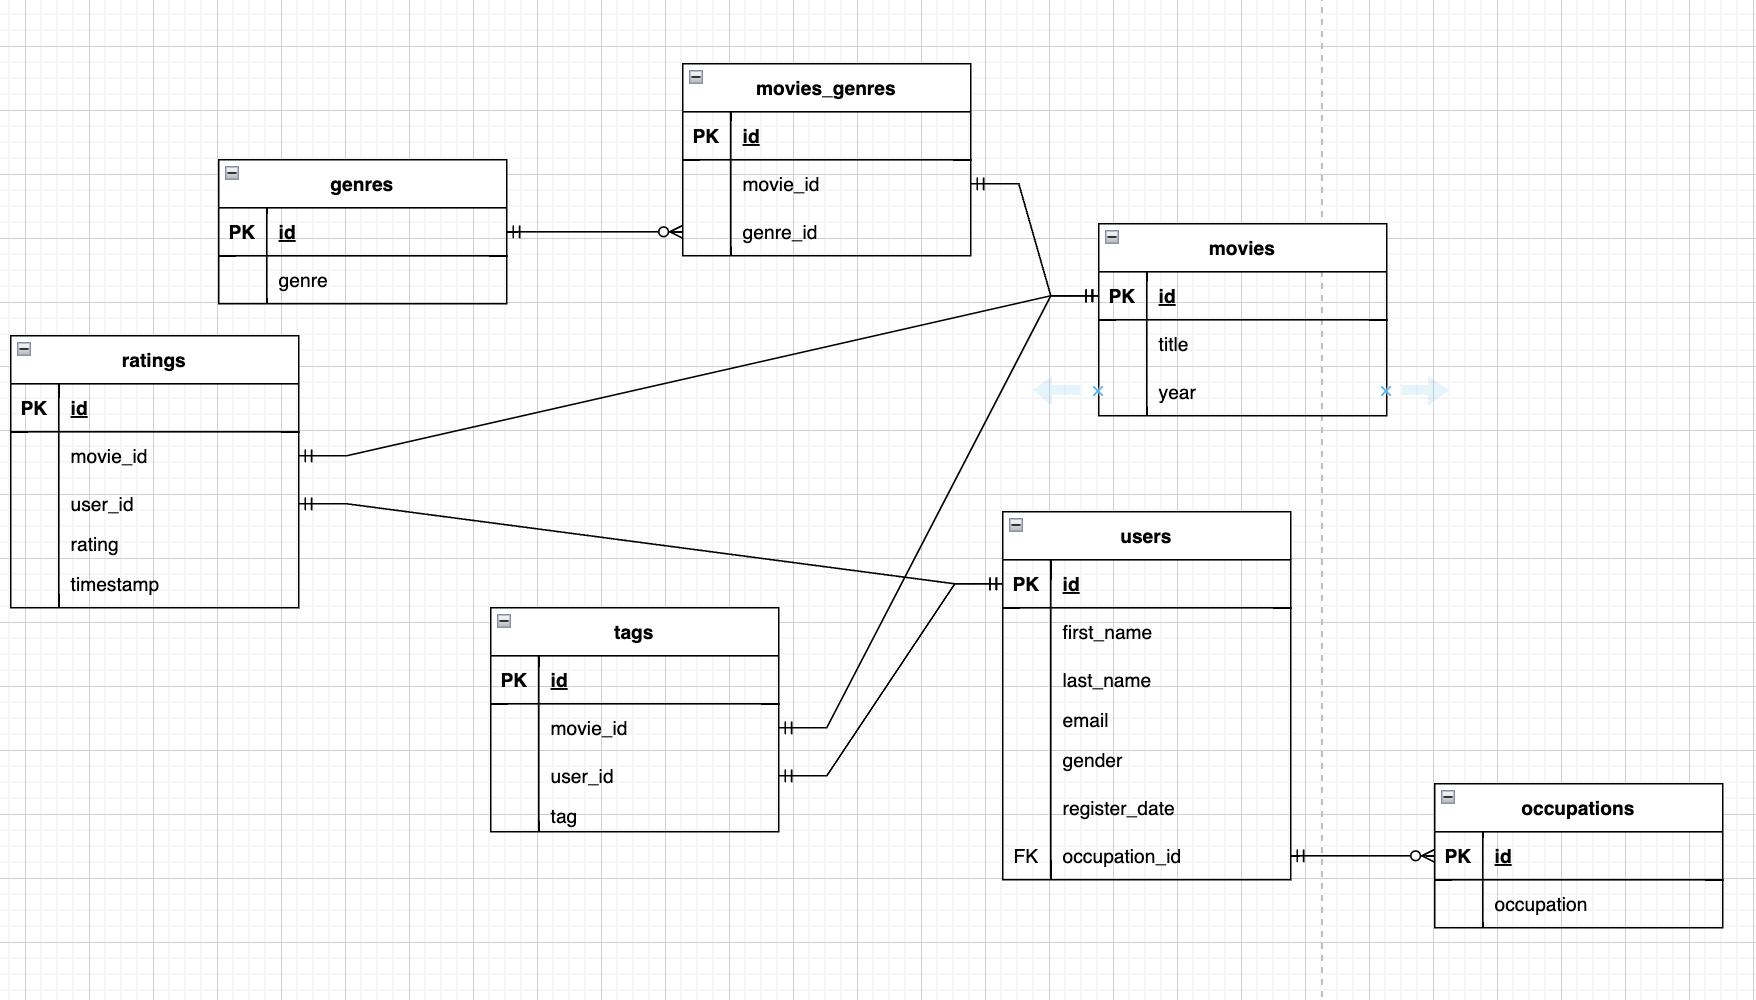 movies_genres
PK id
movie_id
genre_id
genres
PK id
genre
movies
PK id
title
year
ratings
PK id
movie_id
user_id
rating
timestamp
users
PK id
first_name
last_name
email
gender
register_date
FK occupation_id
tags
PK id
movie_id
user_id
tag
occupations
PK id
occupation